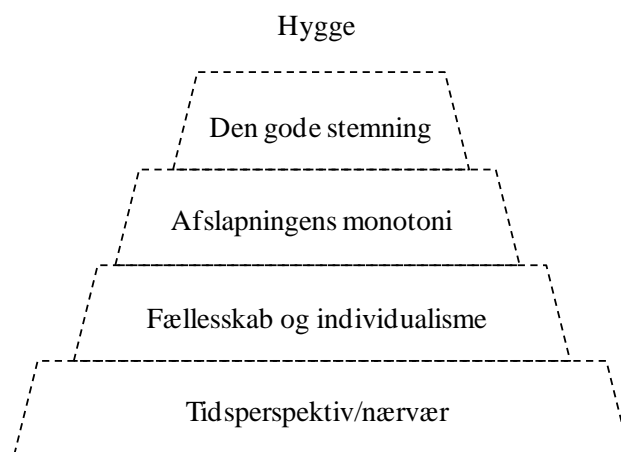 Hygge
Den gode stemning
Afslapningens monotoni
Fællesskab og individualisme
Tidsperspektiv/nærvær